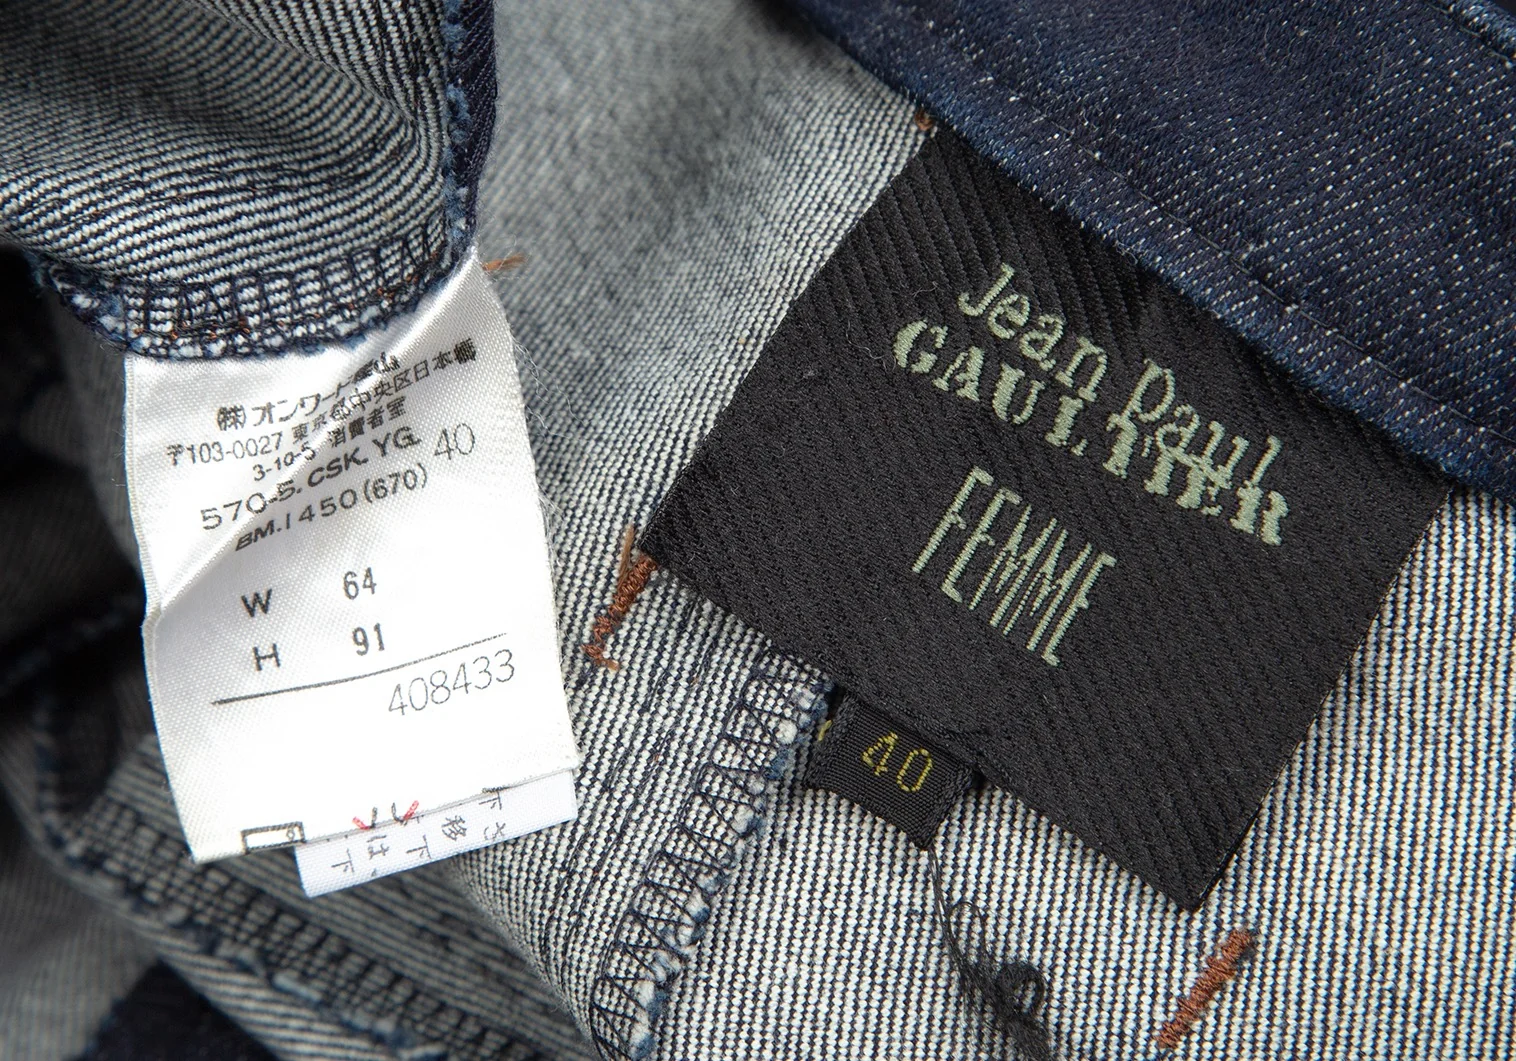 ㈱オンワード樫山
〒103-0027 東京都中央区日本橋
3-10-5 消費者室
570-5. CSK. YG. 40
BM.1450(670)
W 64
H 91
408433
Jean Paul
GAULTIER
FEMME
40